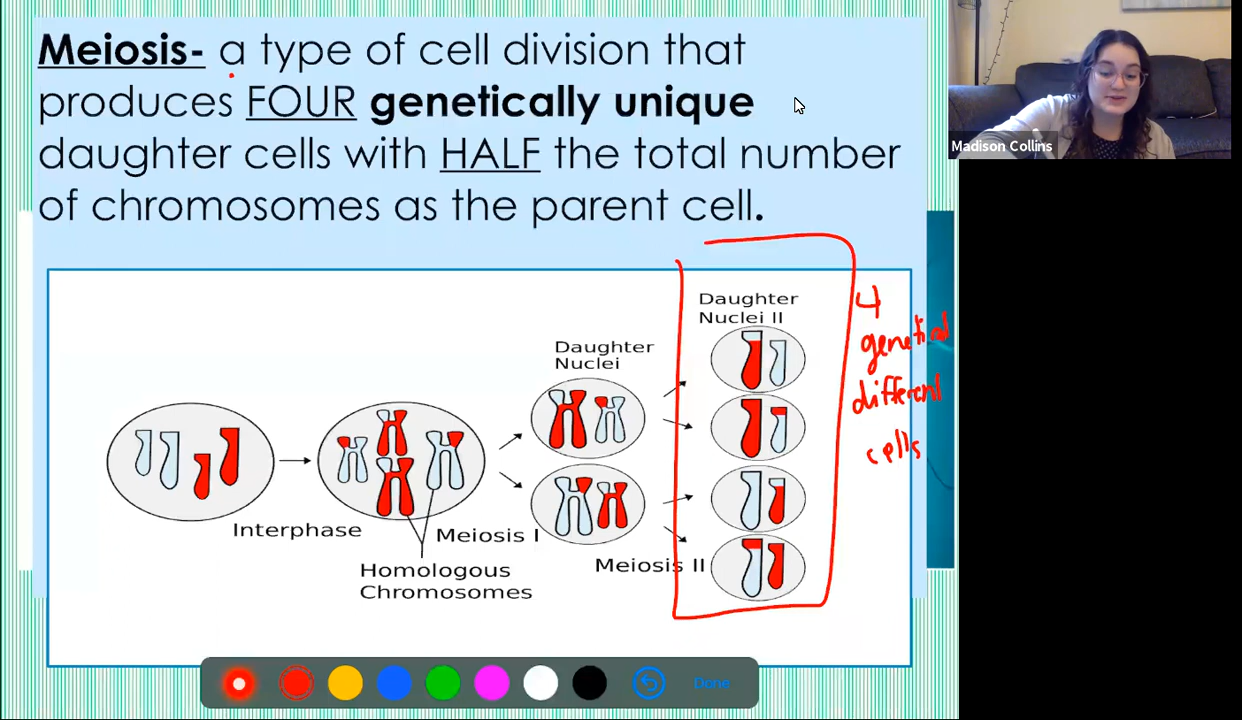 Meiosis- a type of cell division that
produces FOUR genetically unique
daughter cells with HALF the total number
of chromosomes as the parent cell.
Madison Collins
Daughter
Nuclei II
4
different
cells
Daughter
Nuclei
Interphase
Meiosis I
Homologous
Chromosomes
Meiosis II
Done